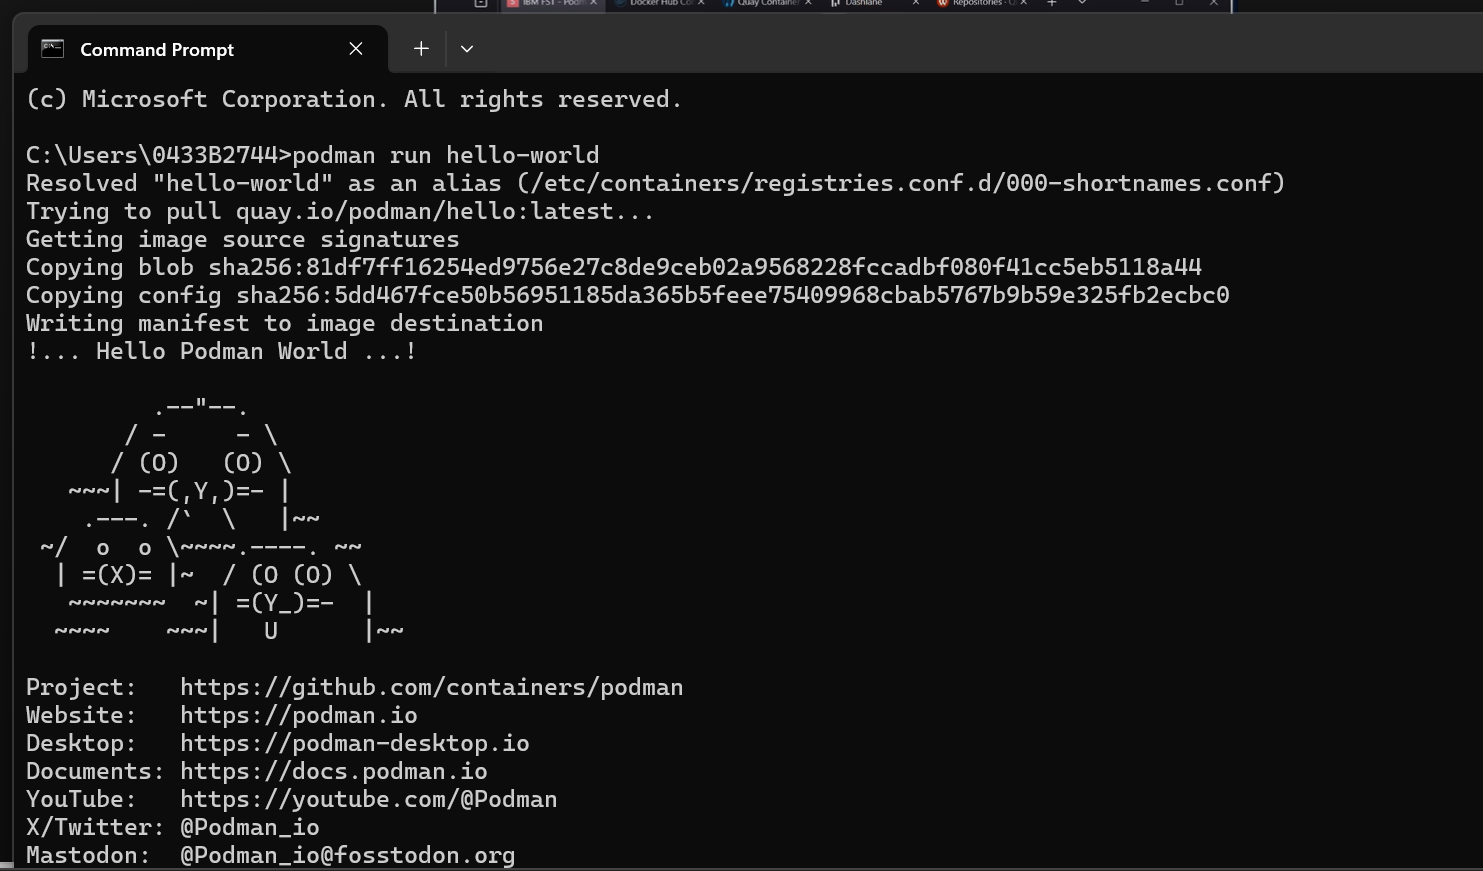 IBM FST - Podm
Docker Hub Co
Quay Container
Dashlane
Repositories · Q
Command Prompt
(c) Microsoft Corporation. All rights reserved.
C:\Users\0433B2744>podman run hello-world
Resolved "hello-world" as an alias (/etc/containers/registries.conf.d/000-shortnames.conf)
Trying to pull quay.io/podman/hello:latest...
Getting image source signatures
Copying blob sha256:81df7ff16254ed9756e27c8de9ceb02a9568228fccadbf080f41cc5eb5118a44
Copying config sha256:5dd467fce50b56951185da365b5feee75409968cbab5767b9b59e325fb2ecbc0
Writing manifest to image destination
!... Hello Podman World ...!

         .--"--.
       / -     - \
      / (O)   (O) \
   ~~~| -=(,Y,)=- |
    .---. /`  \   |~~
 ~/  o  o \~~~~.----. ~~
  | =(X)= |~  / (O (O) \
   ~~~~~~~  ~| =(Y_)=-  |
  ~~~~    ~~~|   U      |~~

Project:   https://github.com/containers/podman
Website:   https://podman.io
Desktop:   https://podman-desktop.io
Documents: https://docs.podman.io
YouTube:   https://youtube.com/@Podman
X/Twitter: @Podman_io
Mastodon:  @Podman_io@fosstodon.org